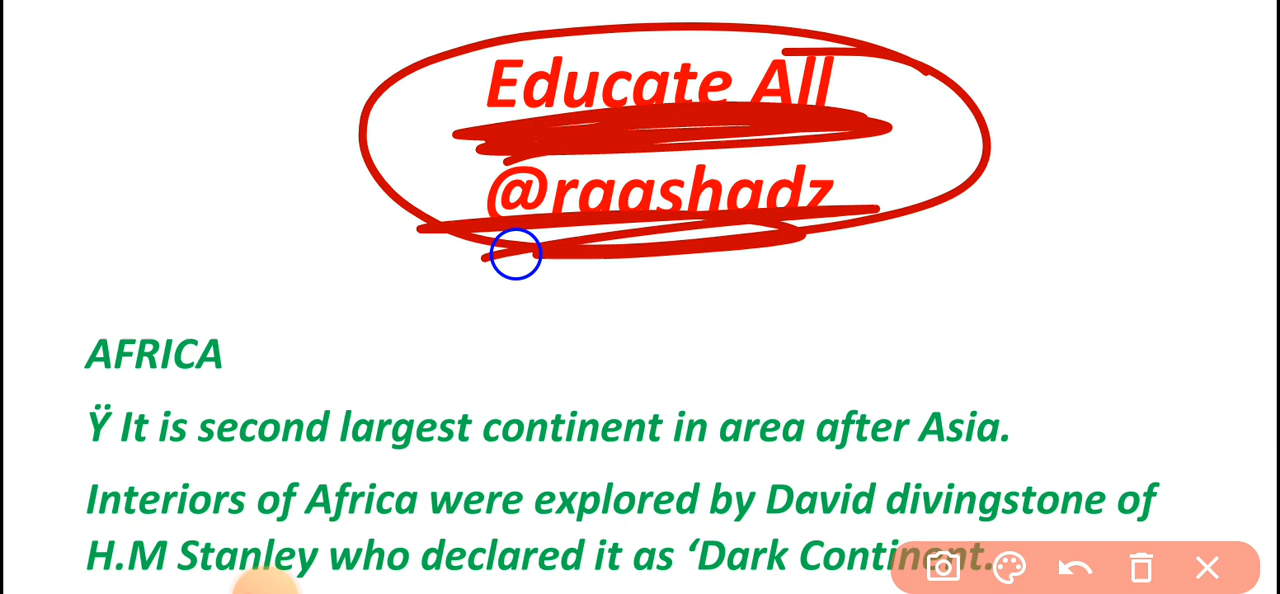 Educate All
@raashadz
AFRICA
Ÿ It is second largest continent in area after Asia.
Interiors of Africa were explored by David divingstone of
H.M Stanley who declared it as ‘Dark Continent.